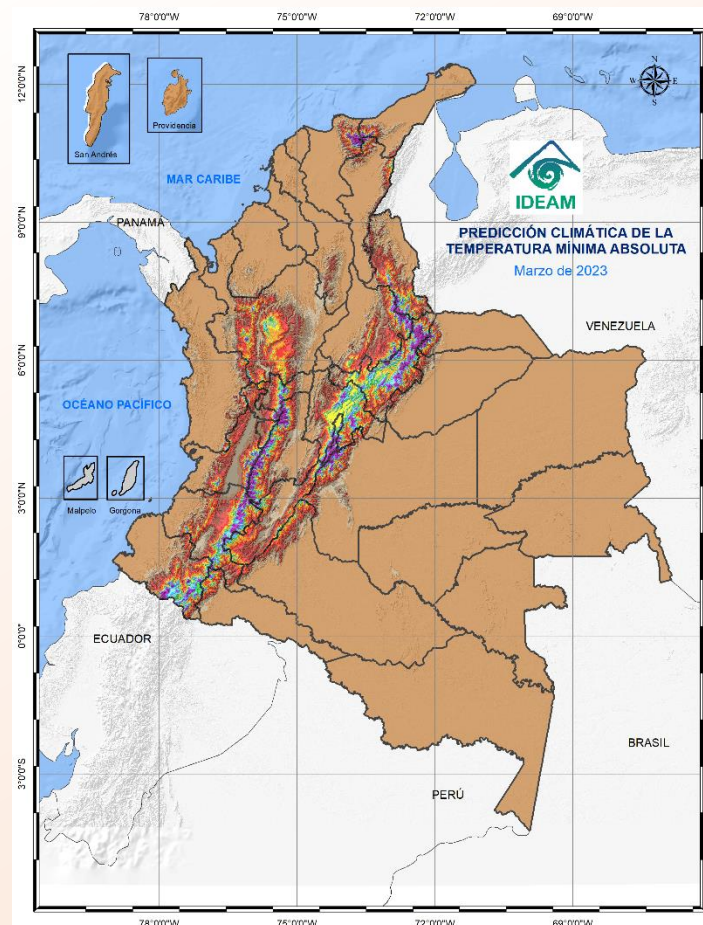 78°0'0"W 75°0'0"W 72°0'0"W 69°0'0"W
12°0'0"N
9°0'0"N
6°0'0"N
3°0'0"N
0°0'0"
3°0'0"S
N
W E
S
San Andrés
Providencia
MAR CARIBE
IDEAM
PANAMÁ
PREDICCIÓN CLIMÁTICA DE LA
TEMPERATURA MÍNIMA ABSOLUTA
Marzo de 2023
VENEZUELA
OCÉANO PACÍFICO
Malpelo
Gorgona
ECUADOR
BRASIL
PERÚ
78°0'0"W 75°0'0"W 72°0'0"W 69°0'0"W